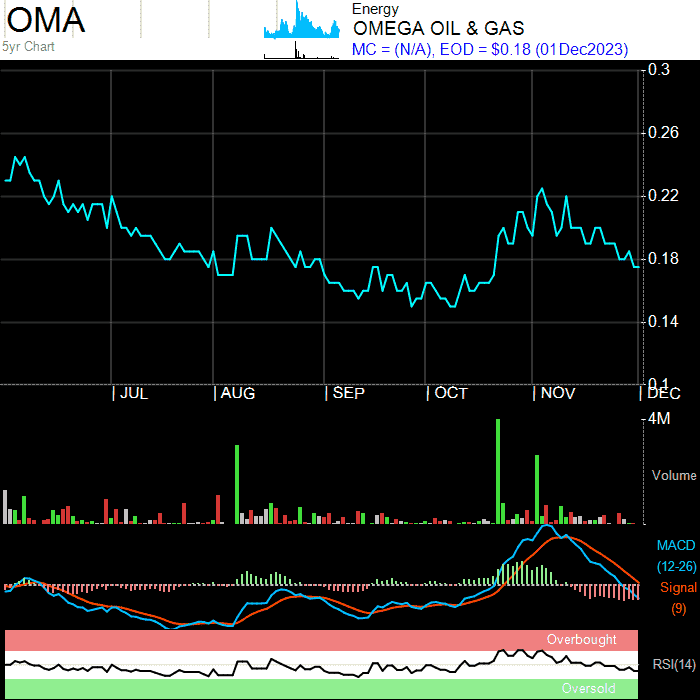 OMA
5yr Chart
Energy
OMEGA OIL & GAS
MC = (N/A), EOD = $0.18 (01Dec2023)
0.3
0.26
0.22
0.18
0.14
0.1
JUL
AUG
SEP
OCT
NOV
DEC
4M
Volume
MACD
(12-26)
Signal
(9)
Overbought
RSI(14)
Oversold